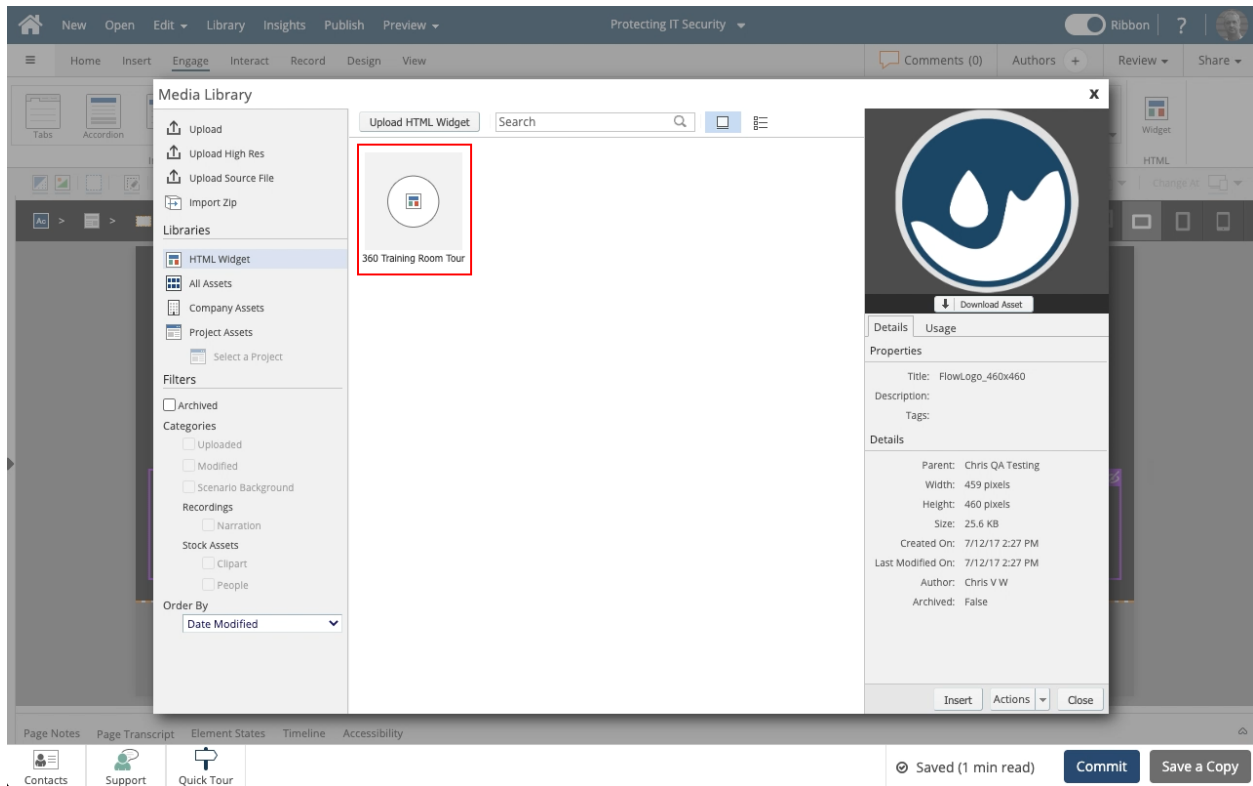 New Open Edit Library Insights Publish Preview Protecting IT Security Ribbon ?
Home Insert Engage Interact Record Design View Comments (0) Authors + Review Share
Media Library X
Tabs Accordion
Widget
HTML
Change At
Ac > >
Upload
Upload High Res
Upload Source File
Import Zip
Libraries
HTML Widget
All Assets
Company Assets
Project Assets
Select a Project
Filters
Archived
Categories
Uploaded
Modified
Scenario Background
Recordings
Narration
Stock Assets
Clipart
People
Order By
Date Modified
Upload HTML Widget Search
360 Training Room Tour
Download Asset
Details Usage
Properties
Title: FlowLogo_460x460
Description:
Tags:
Details
Parent: Chris QA Testing
Width: 459 pixels
Height: 460 pixels
Size: 25.6 KB
Created On: 7/12/17 2:27 PM
Last Modified On: 7/12/17 2:27 PM
Author: Chris V W
Archived: False
Insert Actions Close
Page Notes Page Transcript Element States Timeline Accessibility
Contacts Support Quick Tour Saved (1 min read) Commit Save a Copy